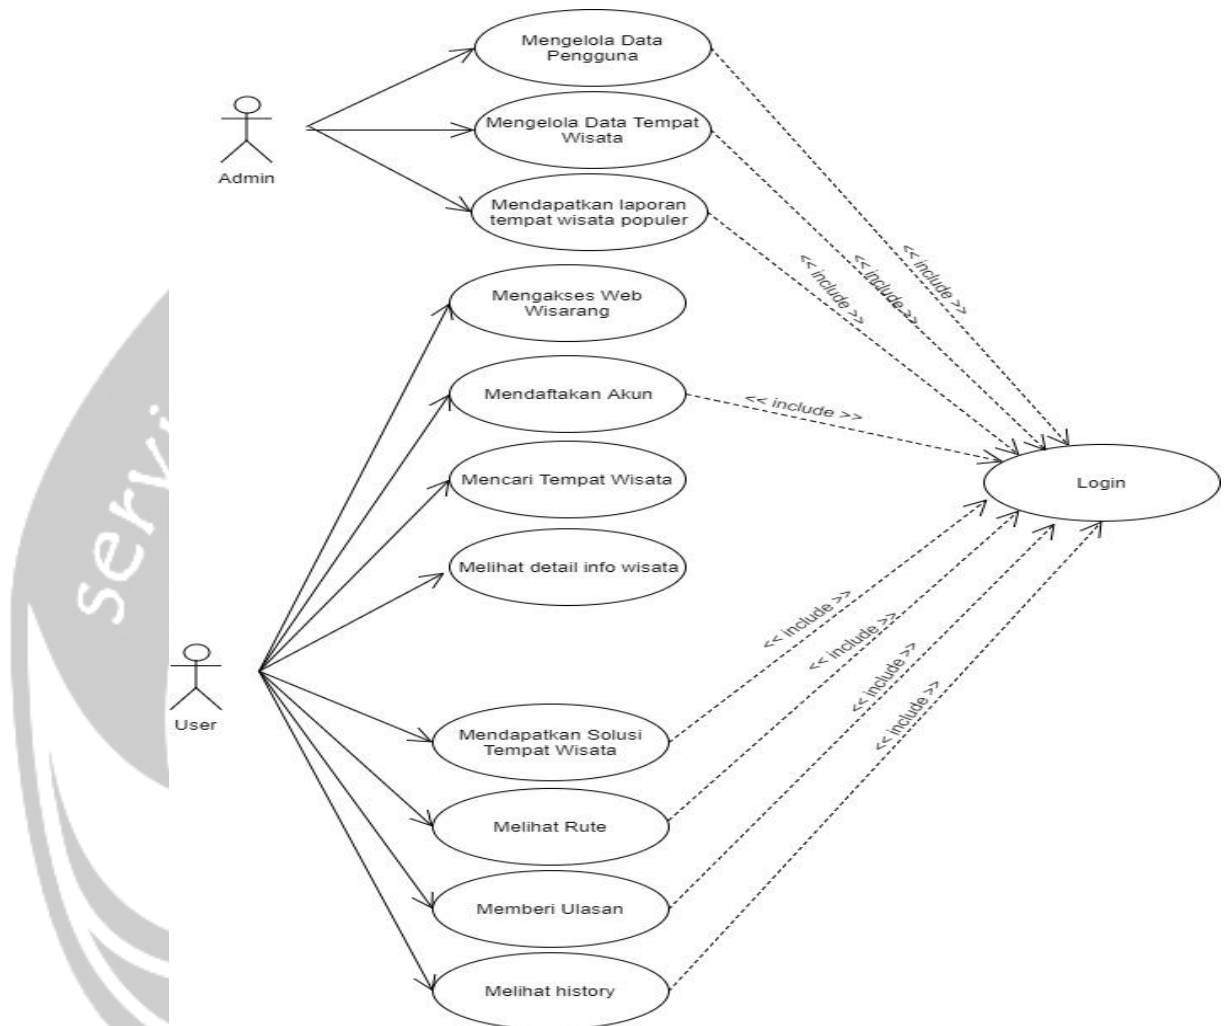 Mengelola Data
Pengguna
Mengelola Data Tempat
Wisata
Admin
Mendapatkan laporan
tempat wisata populer
<< include >>
<< include >>
<< include >>
Mengakses Web
Wisarang
Mendaftakan Akun
<< include >>
Mencari Tempat Wisata
Login
Melihat detail info wisata
User
Mendapatkan Solusi
Tempat Wisata
<< include >>
<< include >>
<< include >>
<< include >>
Melihat Rute
Memberi Ulasan
Melihat history